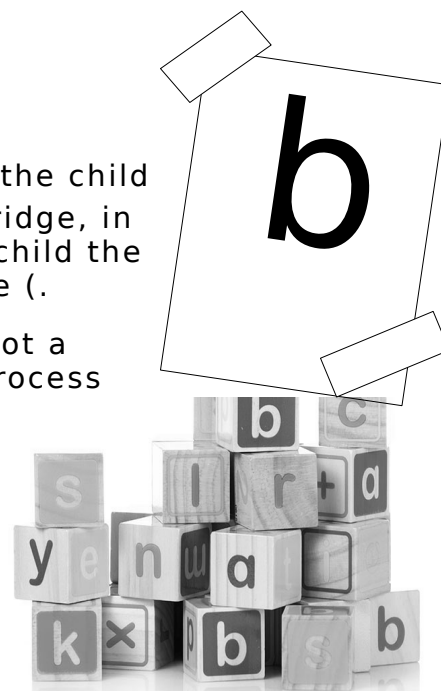 b
the child
ridge, in
child the
e (.
ot a
rocess
b c
s l r + a
y e n w a
k x p b s b